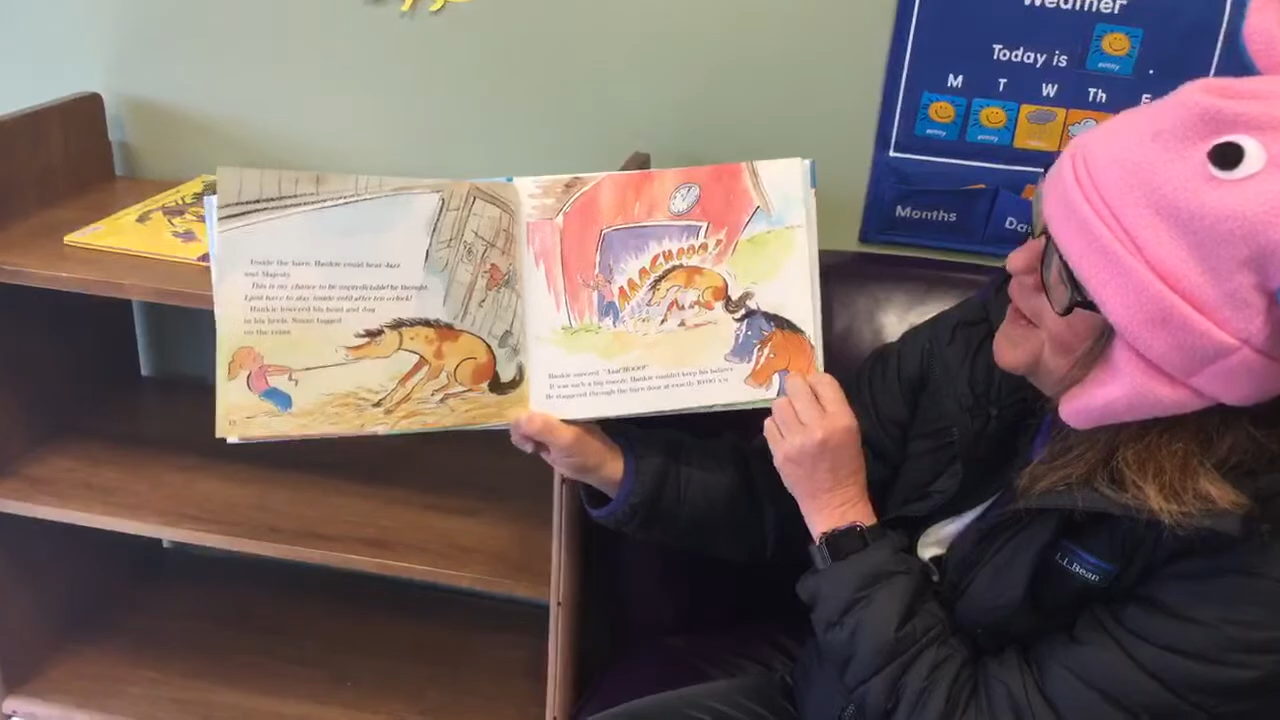 Weather
Today is sunny .
M T W Th F
sunny sunny
Months Da
L.L.Bean
Inside the barn, Hankie could hear Jazz
and Majesty.
This is my chance to be unpredictable! he thought.
I just have to stay inside until after ten o'clock!
Hankie lowered his head and dug
in his heels. Susan tugged
on the reins.
AAACHOOO!
Hankie sneezed. "AaaCHOOO!"
It was such a big sneeze, Hankie couldn't keep his balance.
He staggered through the barn door at exactly 10:00 A.M.